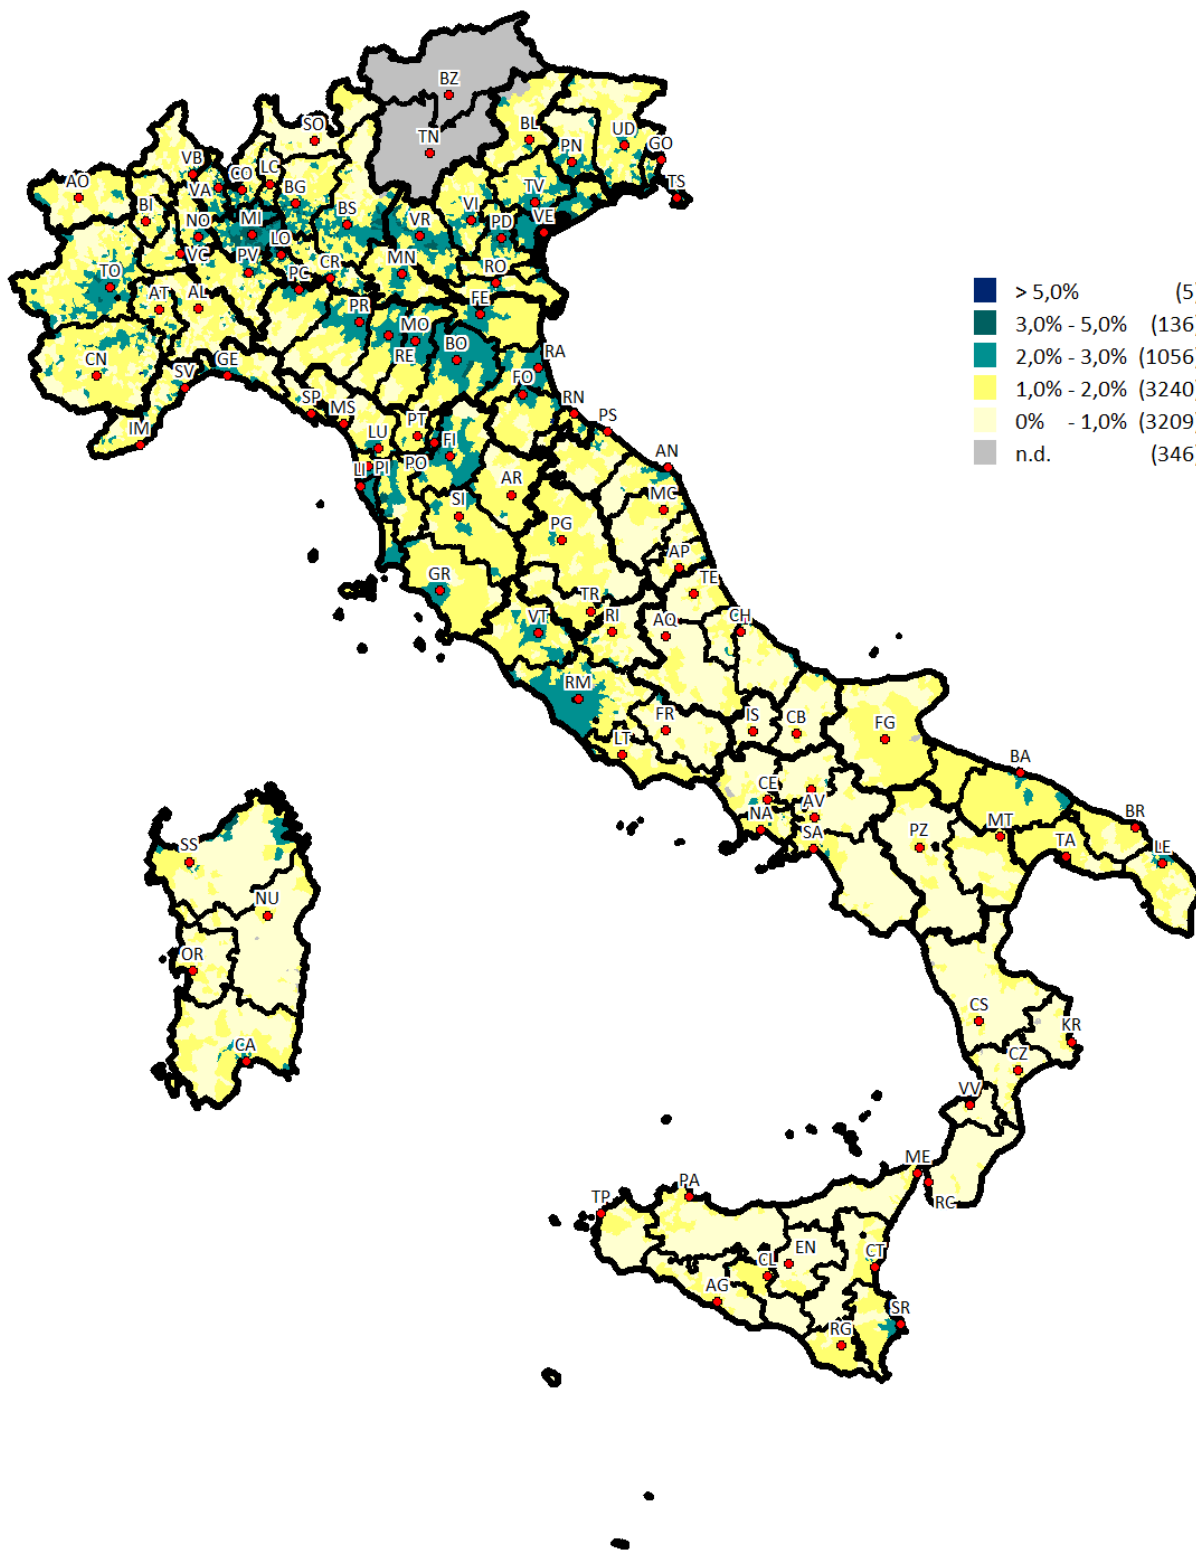 BZ
SO
TN
BL
UD
PN
GO
VB
CO
LC
AO
VA
BG
TV
TS
BI
BS
VI
NO
MI
VR
PD
VE
LO
VC
PV
MN
TO
PC
CR
RO
AT
AL
FE
PR
MO
BO
RA
CN
GE
RE
SV
FO
SP
MS
RN
PS
IM
LU
PT
FI
LI
PI
PO
AN
AR
SI
MC
PG
AP
GR
TE
TR
VT
RI
AQ
CH
RM
FR
IS
CB
FG
LT
BA
CE
NA
AV
SA
PZ
MT
TA
BR
LE
SS
NU
OR
CA
CS
KR
CZ
VV
ME
RC
TP
PA
EN
CL
CT
AG
SR
RG
> 5,0% (5)
3,0% - 5,0% (136)
2,0% - 3,0% (1056)
1,0% - 2,0% (3240)
0% - 1,0% (3209)
n.d. (346)